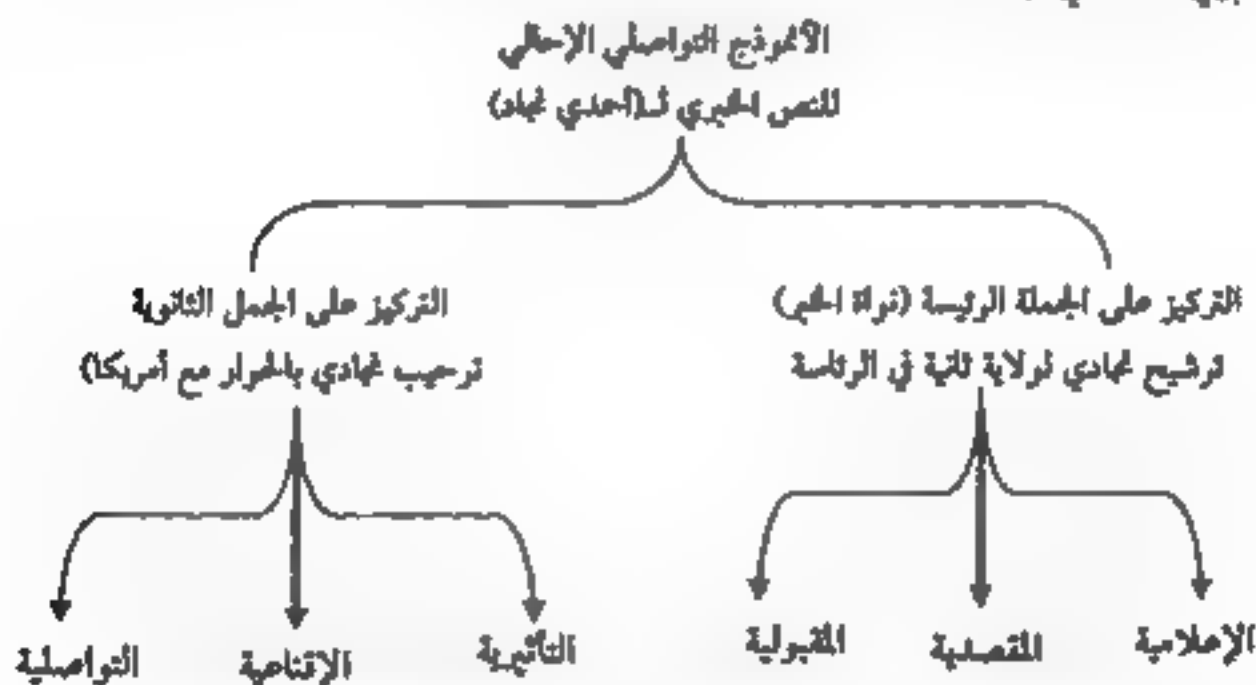 الأنموذج التواصلي الإحالي
للنص الخبري لـ(أحمدي نجاد)
التركيز على الجملة الرئيسة (نواة الخبر)
ترشيح نجادي لولاية ثانية في الرئاسة
التركيز على الجمل الثانوية
ترحيب نجادي بالحوار مع أمريكا)
الإعلامية
المقصدية
المقبولية
التأثيرية
الإقناعية
التواصلية